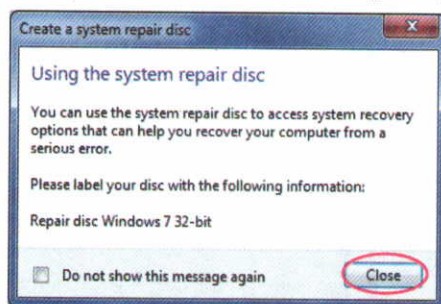 Create a system repair disc
Using the system repair disc
You can use the system repair disc to access system recovery
options that can help you recover your computer from a
serious error.
Please label your disc with the following information:
Repair disc Windows 7 32-bit
Do not show this message again
Close